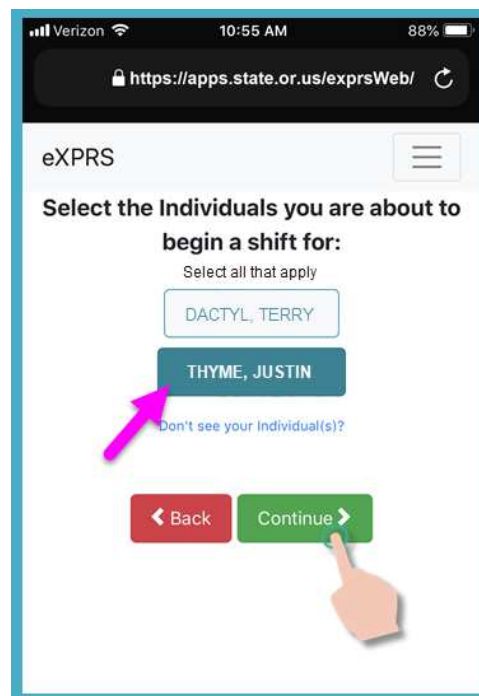 Verizon 10:55 AM 88%
https://apps.state.or.us/exprsWeb/
eXPRS
Select the Individuals you are about to
begin a shift for:
Select all that apply
DACTYL, TERRY
THYME, JUSTIN
Don't see your Individual(s)?
Back Continue